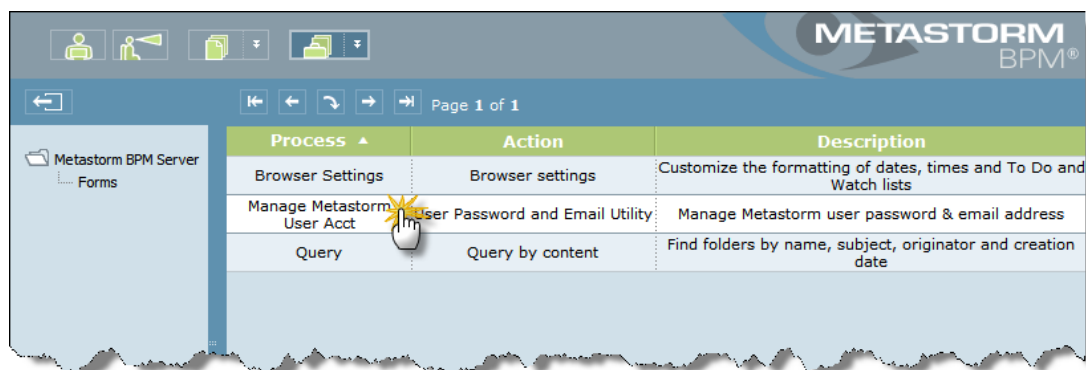 METASTORM
BPM®
Page 1 of 1
Metastorm BPM Server
Forms
Process Action Description
Browser Settings Browser settings Customize the formatting of dates, times and To Do and
Watch lists
Manage Metastorm
User Acct
User Password and Email Utility Manage Metastorm user password & email address
Query Query by content Find folders by name, subject, originator and creation
date